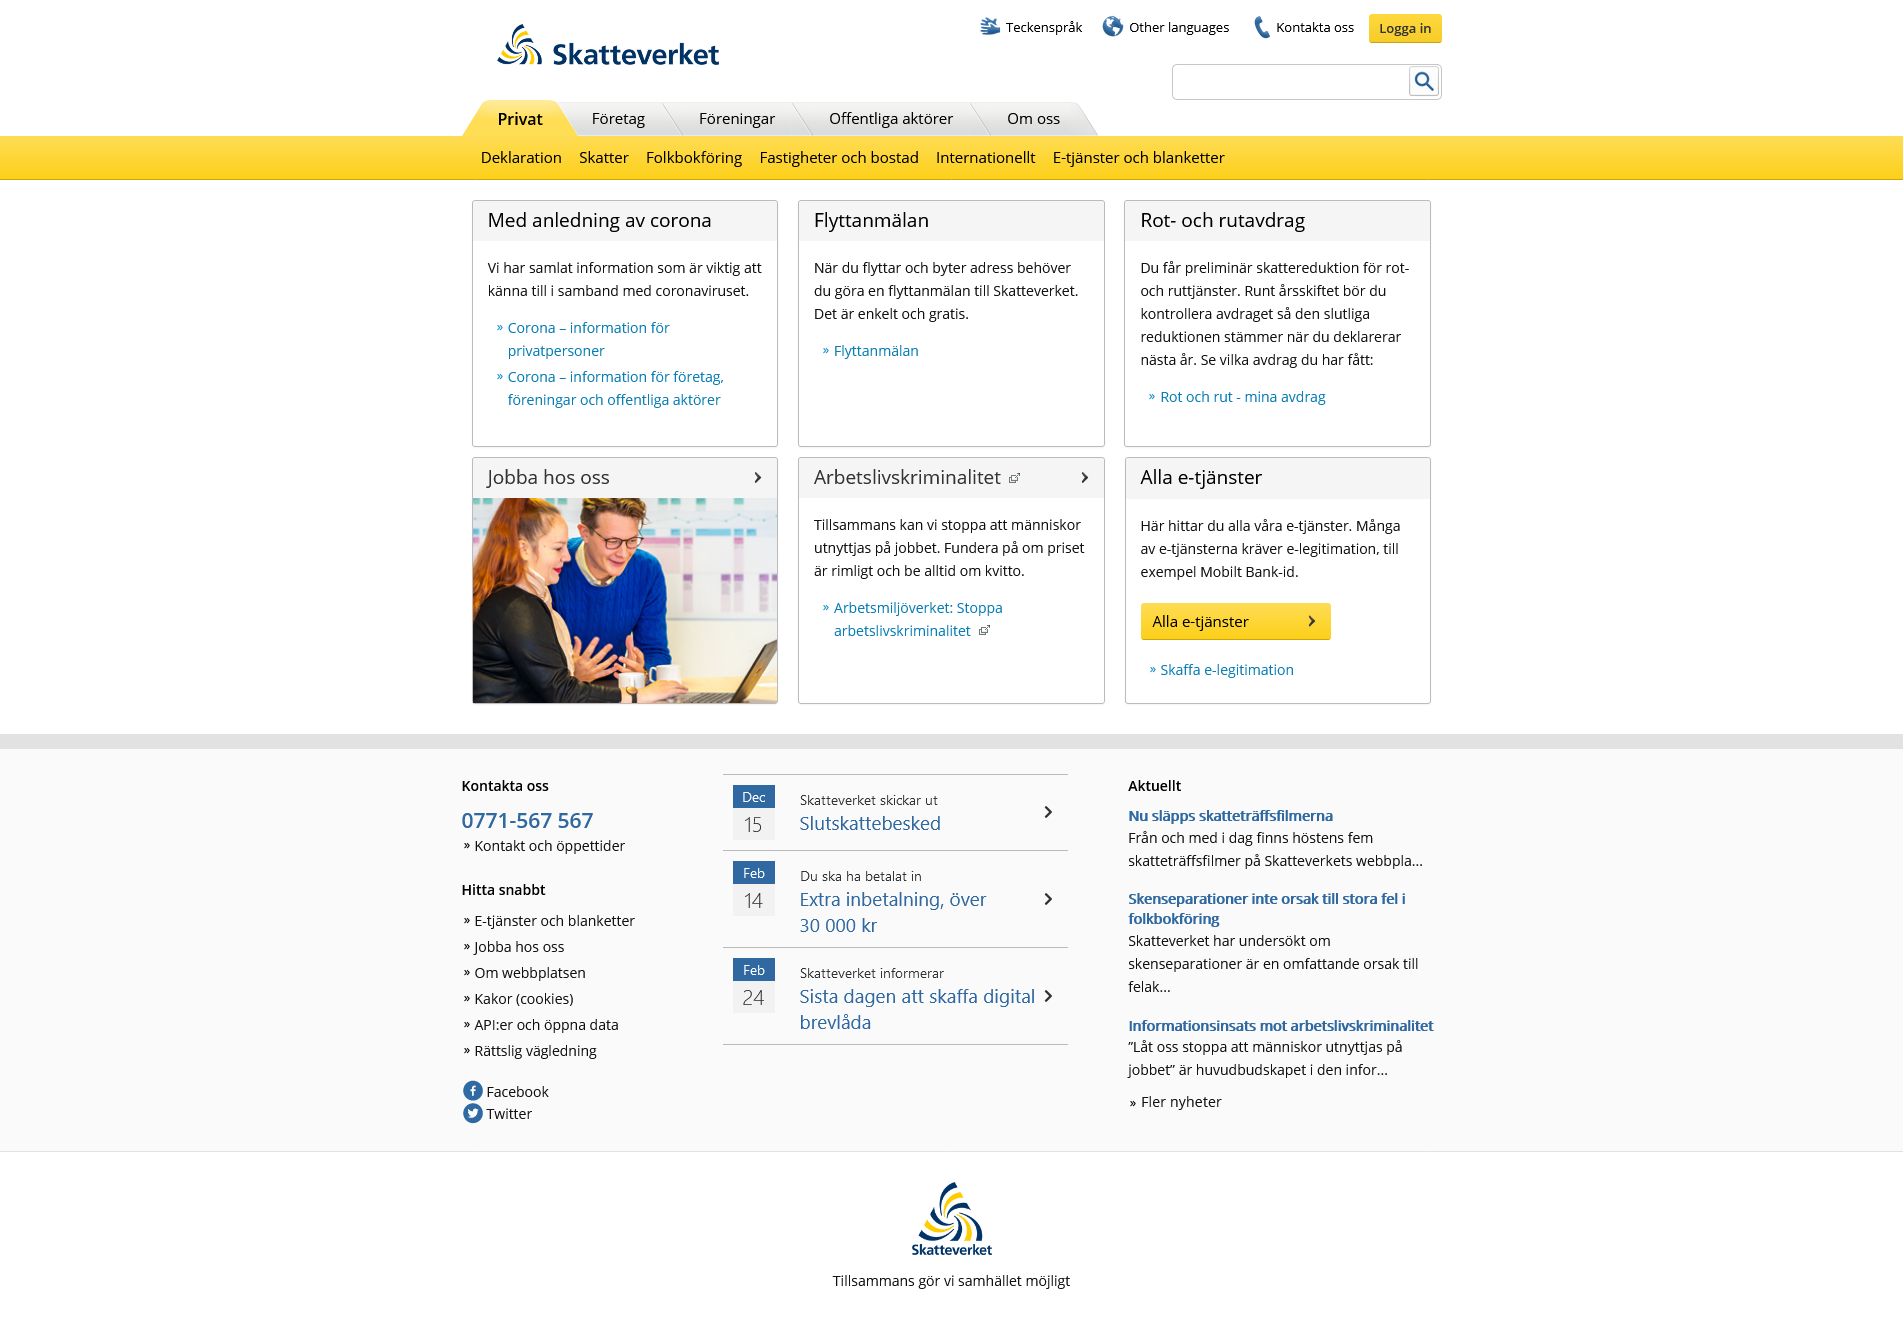 Skatteverket
Teckenspråk
Other languages
Kontakta oss
Logga in
Privat
Företag
Föreningar
Offentliga aktörer
Om oss
Deklaration
Skatter
Folkbokföring
Fastigheter och bostad
Internationellt
E-tjänster och blanketter
Med anledning av corona
Vi har samlat information som är viktig att
känna till i samband med coronaviruset.
» Corona – information för
privatpersoner
» Corona – information för företag,
föreningar och offentliga aktörer
Flyttanmälan
När du flyttar och byter adress behöver
du göra en flyttanmälan till Skatteverket.
Det är enkelt och gratis.
» Flyttanmälan
Rot- och rutavdrag
Du får preliminär skattereduktion för rot-
och ruttjänster. Runt årsskiftet bör du
kontrollera avdraget så den slutliga
reduktionen stämmer när du deklarerar
nästa år. Se vilka avdrag du har fått:
» Rot och rut - mina avdrag
Jobba hos oss
Arbetslivskriminalitet
Tillsammans kan vi stoppa att människor
utnyttjas på jobbet. Fundera på om priset
är rimligt och be alltid om kvitto.
» Arbetsmiljöverket: Stoppa
arbetslivskriminalitet
Alla e-tjänster
Här hittar du alla våra e-tjänster. Många
av e-tjänsterna kräver e-legitimation, till
exempel Mobilt Bank-id.
Alla e-tjänster
» Skaffa e-legitimation
Kontakta oss
0771-567 567
» Kontakt och öppettider
Hitta snabbt
» E-tjänster och blanketter
» Jobba hos oss
» Om webbplatsen
» Kakor (cookies)
» API:er och öppna data
» Rättslig vägledning
Facebook
Twitter
Dec
15
Skatteverket skickar ut
Slutskattebesked
Feb
14
Du ska ha betalat in
Extra inbetalning, över
30 000 kr
Feb
24
Skatteverket informerar
Sista dagen att skaffa digital
brevlåda
Aktuellt
Nu släpps skatteträffsfilmerna
Från och med i dag finns höstens fem
skatteträffsfilmer på Skatteverkets webbpla...
Skenseparationer inte orsak till stora fel i
folkbokföring
Skatteverket har undersökt om
skenseparationer är en omfattande orsak till
felak...
Informationsinsats mot arbetslivskriminalitet
”Låt oss stoppa att människor utnyttjas på
jobbet” är huvudbudskapet i den infor...
» Fler nyheter
Skatteverket
Tillsammans gör vi samhället möjligt